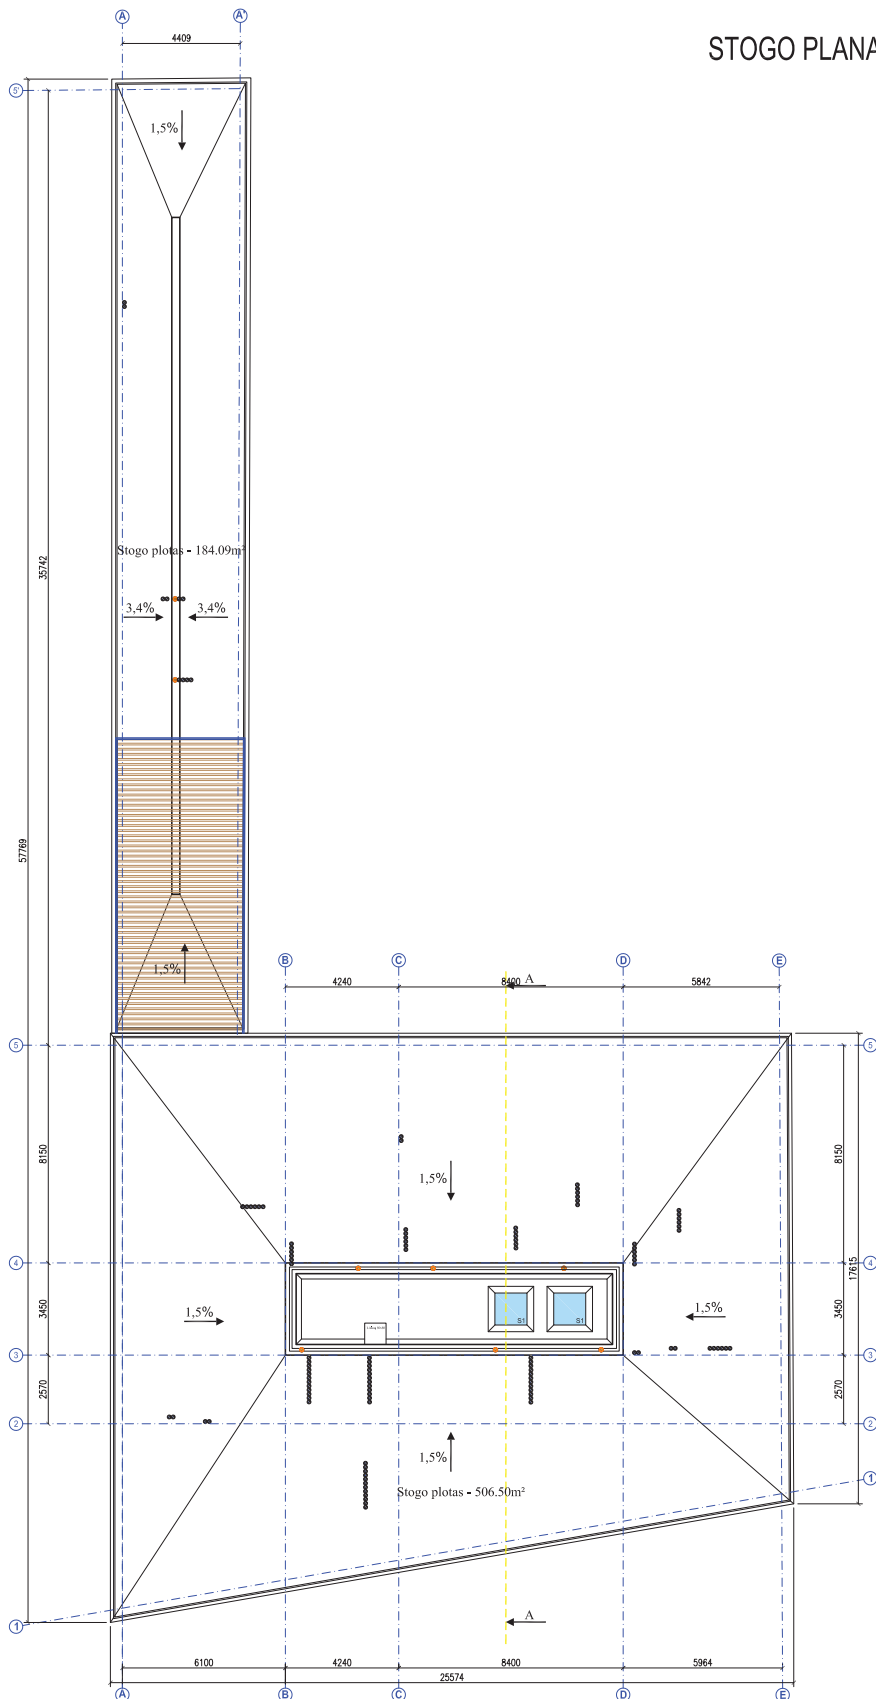 A
A'
4409
STOGO PLANA
5'
1,5%
Stogo plotas - 184.09m²
35742
3,4%
3,4%
57769
1,5%
B
C
D
E
4240
8400
A
5842
5
5
8150
1,5%
8150
4
4
17615
3450
1,5%
S1
S1
1,5%
3450
3
3
2570
2570
2
2
1,5%
1
Stogo plotas - 506.50m²
1
A
6100
4240
8400
5964
25574
A
B
C
D
E